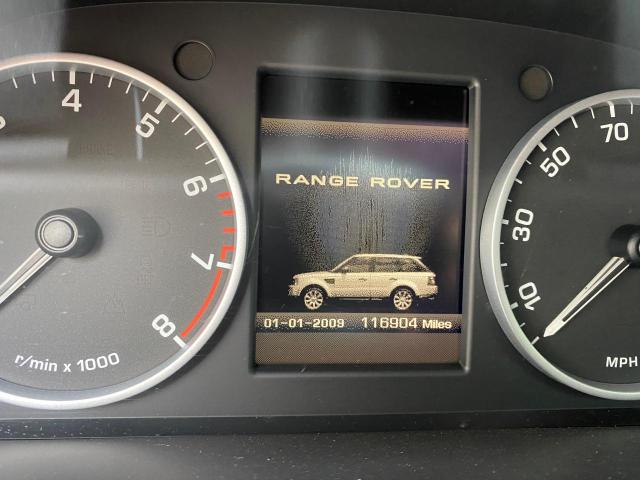 3 4 5 6 7 8
r/min x 1000
RANGE ROVER
01-01-2009 116904 Miles
10 30 50 70
MPH